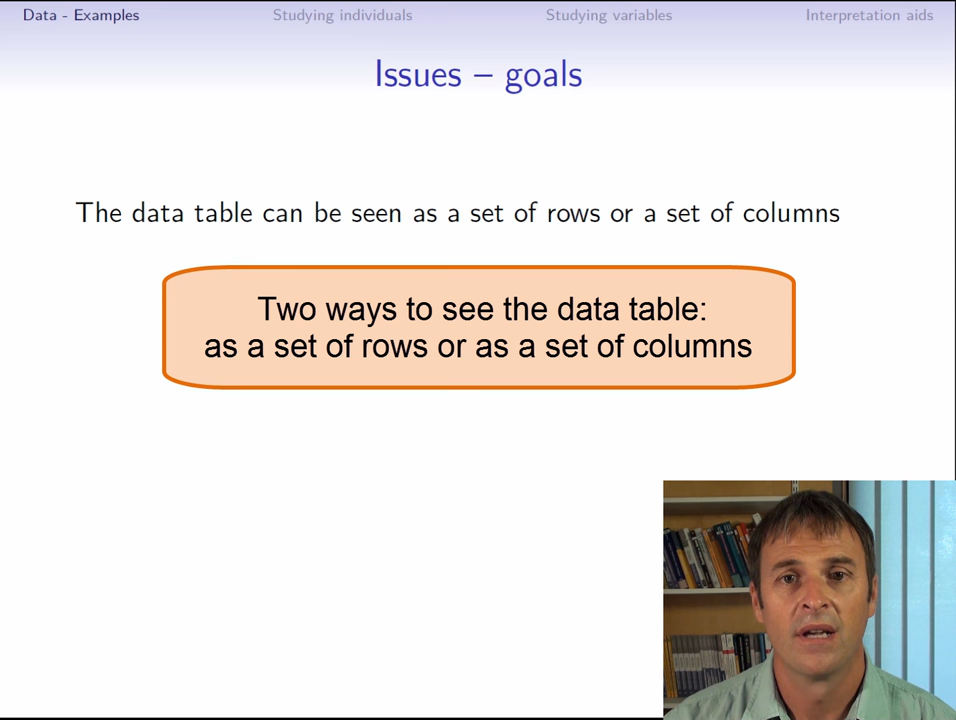 Data - Examples
Studying individuals
Studying variables
Interpretation aids
Issues – goals
The data table can be seen as a set of rows or a set of columns
Two ways to see the data table:
as a set of rows or as a set of columns